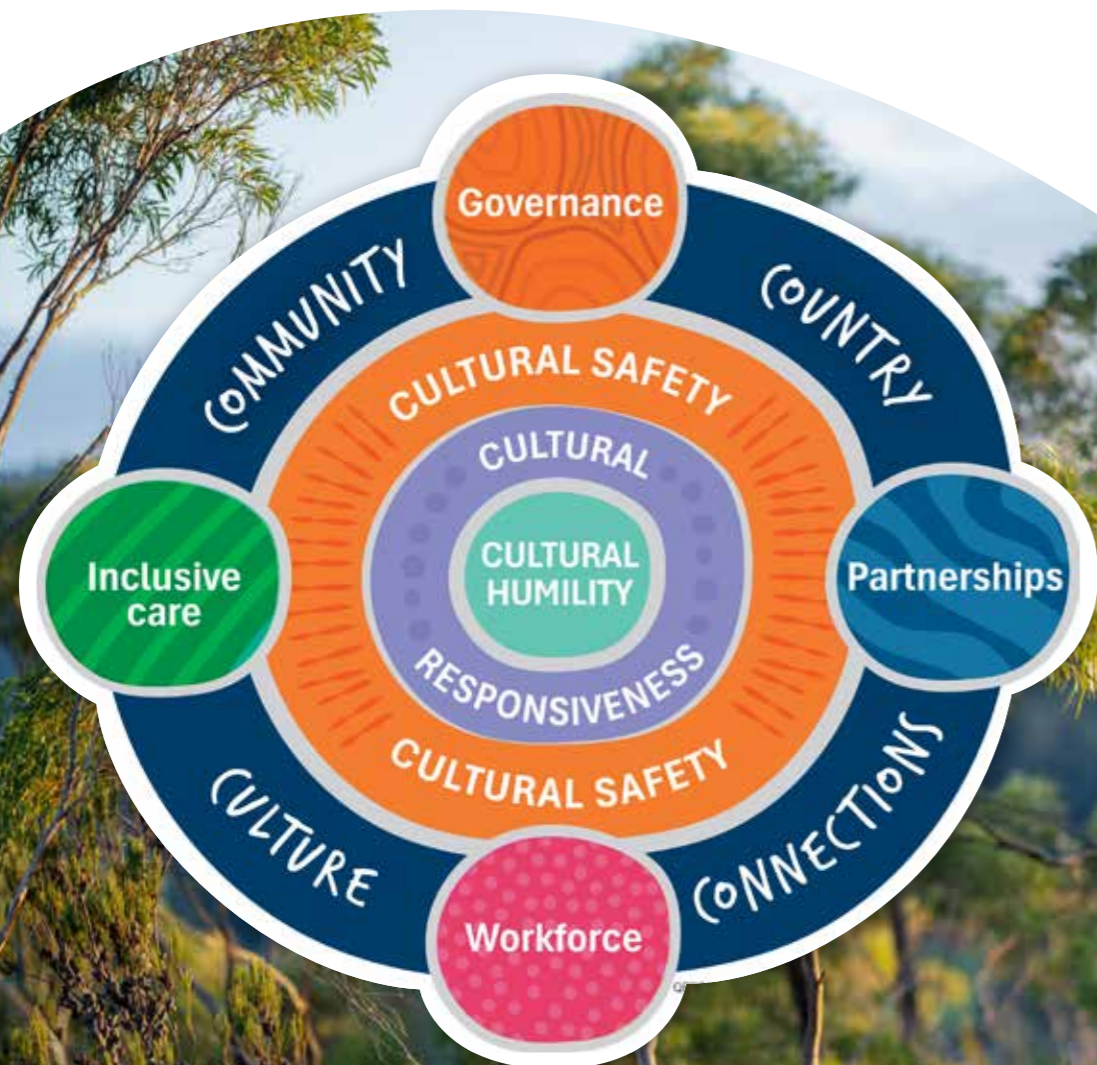 Governance
COMMUNITY
COUNTRY
CULTURAL SAFETY
CULTURAL
CULTURAL
HUMILITY
Inclusive
care
Partnerships
RESPONSIVENESS
CULTURAL SAFETY
CULTURE
CONNECTIONS
Workforce